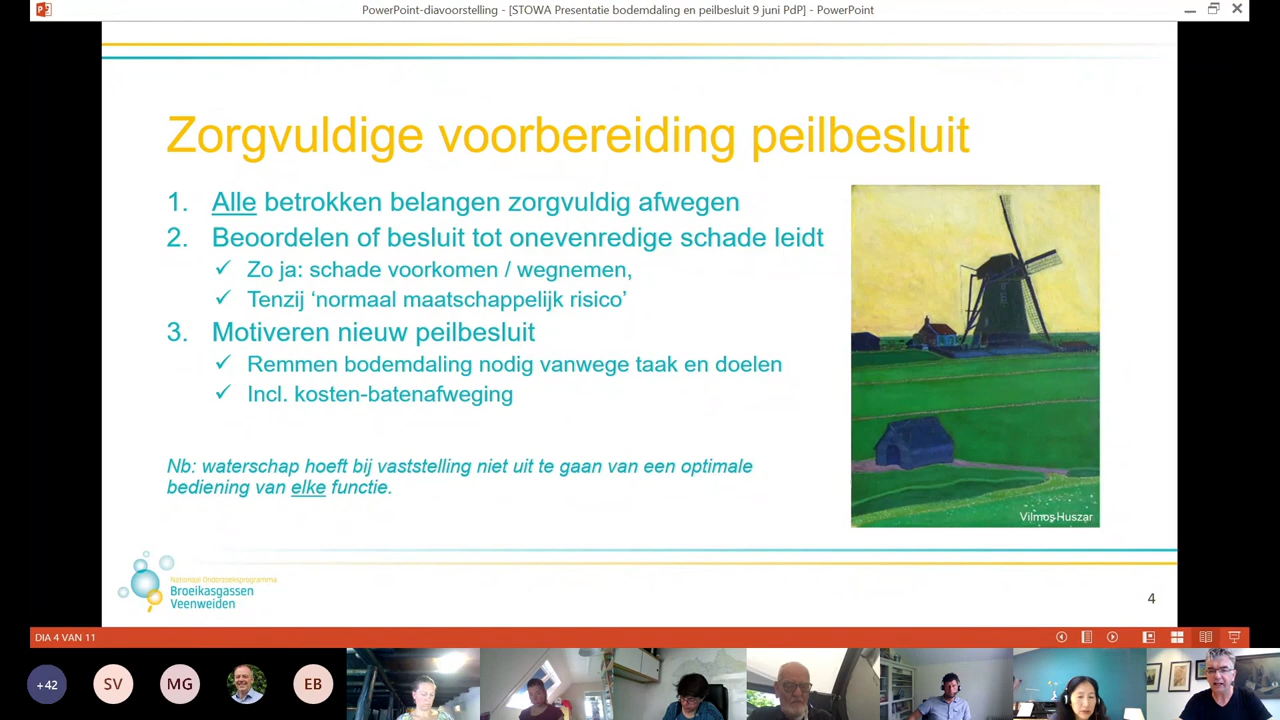 PowerPoint-diavoorstelling - [STOWA Presentatie bodemdaling en peilbesluit 9 juni PdP] - PowerPoint
Zorgvuldige voorbereiding peilbesluit
1. Alle betrokken belangen zorgvuldig afwegen
2. Beoordelen of besluit tot onevenredige schade leidt
✓ Zo ja: schade voorkomen / wegnemen,
✓ Tenzij ‘normaal maatschappelijk risico’
3. Motiveren nieuw peilbesluit
✓ Remmen bodemdaling nodig vanwege taak en doelen
✓ Incl. kosten-batenafweging
Nb: waterschap hoeft bij vaststelling niet uit te gaan van een optimale
bediening van elke functie.
Vilmos Huszar
Nationaal Onderzoeksprogramma
Broeikasgassen
Veenweiden
4
DIA 4 VAN 11
+42
SV
MG
EB